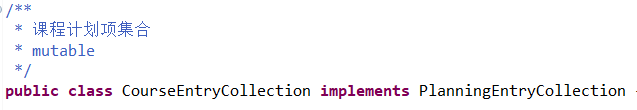 /**
 * 课程计划项集合
 * mutable
 */
public class CourseEntryCollection implements PlanningEntryCollection